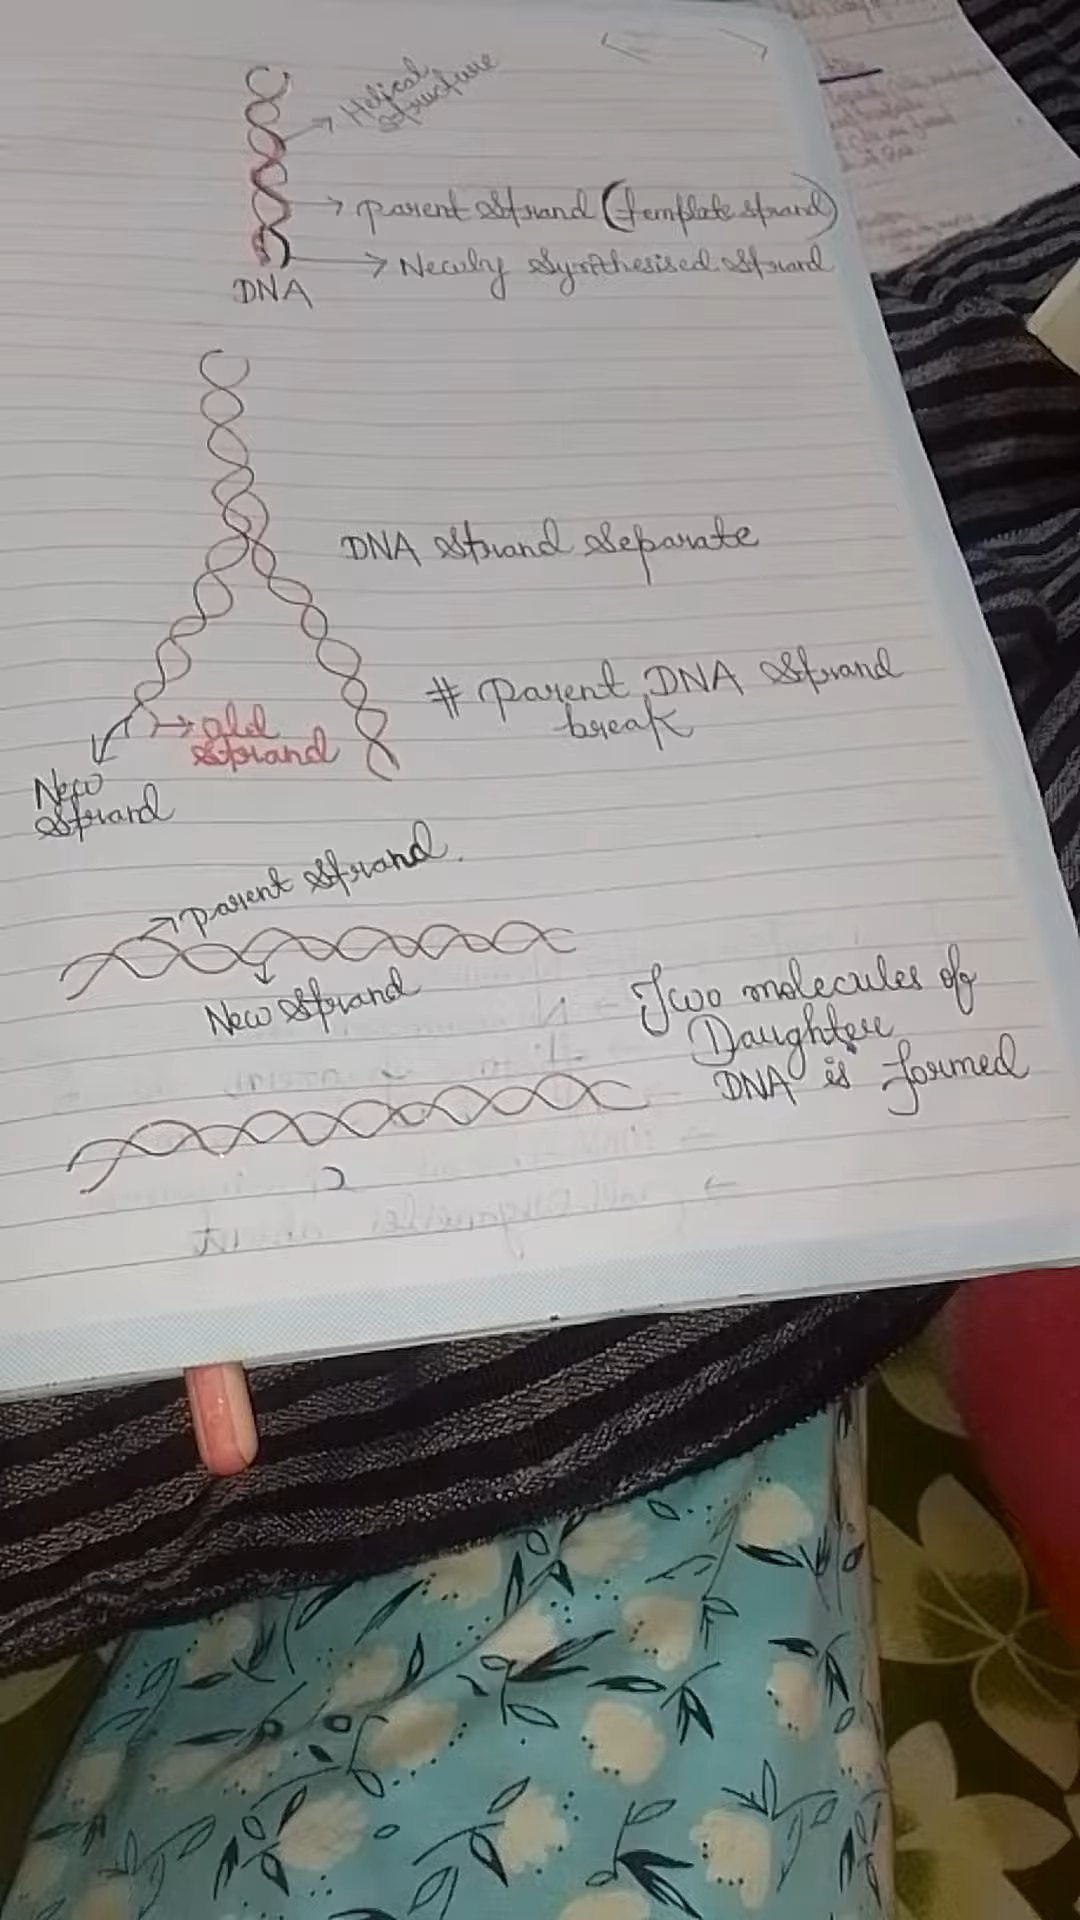 Helical
structure
parent strand (template strand)
Newly synthesised strand
DNA
DNA strand separate
# parent DNA strand
break
old
strand
New
strand
parent strand.
New strand
Two molecules of
Daughter
DNA is formed